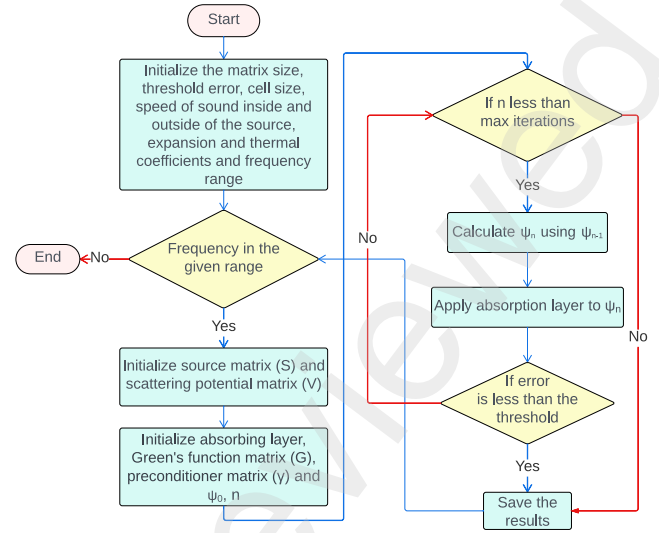 Start
Initialize the matrix size,
threshold error, cell size,
speed of sound inside and
outside of the source,
expansion and thermal
coefficients and frequency
range
Frequency in the
given range
No
End
Yes
Initialize source matrix (S) and
scattering potential matrix (V)
Initialize absorbing layer,
Green's function matrix (G),
preconditioner matrix (γ) and
ψ₀, n
If n less than
max iterations
Yes
Calculate ψₙ using ψₙ₋₁
Apply absorption layer to ψₙ
If error
is less than the
threshold
No
No
Yes
Save the
results